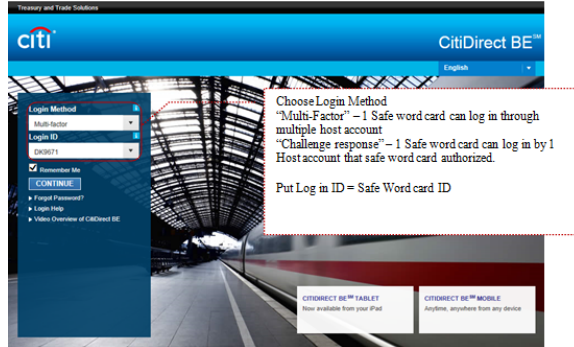 Treasury and Trade Solutions
citi
CitiDirect BE℠
English
Login Method
Multi-factor
Login ID
DK9671
Remember Me
CONTINUE
Forgot Password?
Login Help
Video Overview of CitiDirect BE
Choose Login Method
“Multi-Factor” – 1 Safe word card can log in through
multiple host account
“Challenge response” – 1 Safe word card can log in by 1
Host account that safe word card authorized.
Put Log in ID = Safe Word card ID
CITIDIRECT BE℠ TABLET
Now available from your iPad
CITIDIRECT BE℠ MOBILE
Anytime, anywhere from any device